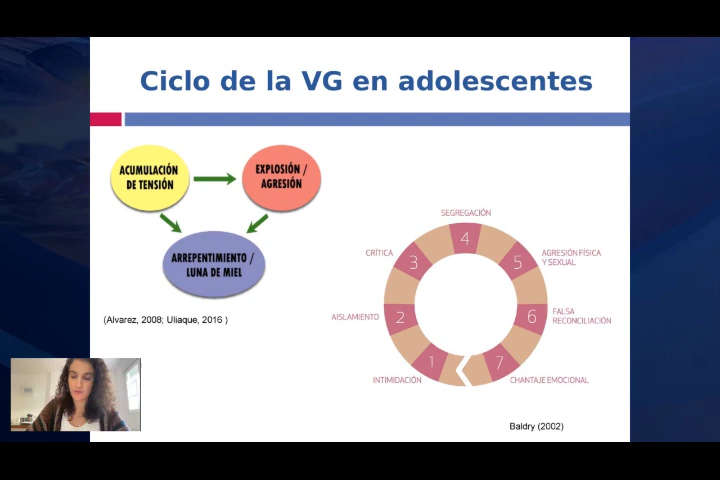 Ciclo de la VG en adolescentes
ACUMULACIÓN
DE TENSIÓN
EXPLOSIÓN /
AGRESIÓN
ARREPENTIMIENTO /
LUNA DE MIEL
(Alvarez, 2008; Uliaque, 2016 )
SEGREGACIÓN
4
CRÍTICA
3
5
AGRESIÓN FÍSICA
Y SEXUAL
AISLAMIENTO
2
6
FALSA
RECONCILIACIÓN
INTIMIDACIÓN
1
7
CHANTAJE EMOCIONAL
Baldry (2002)